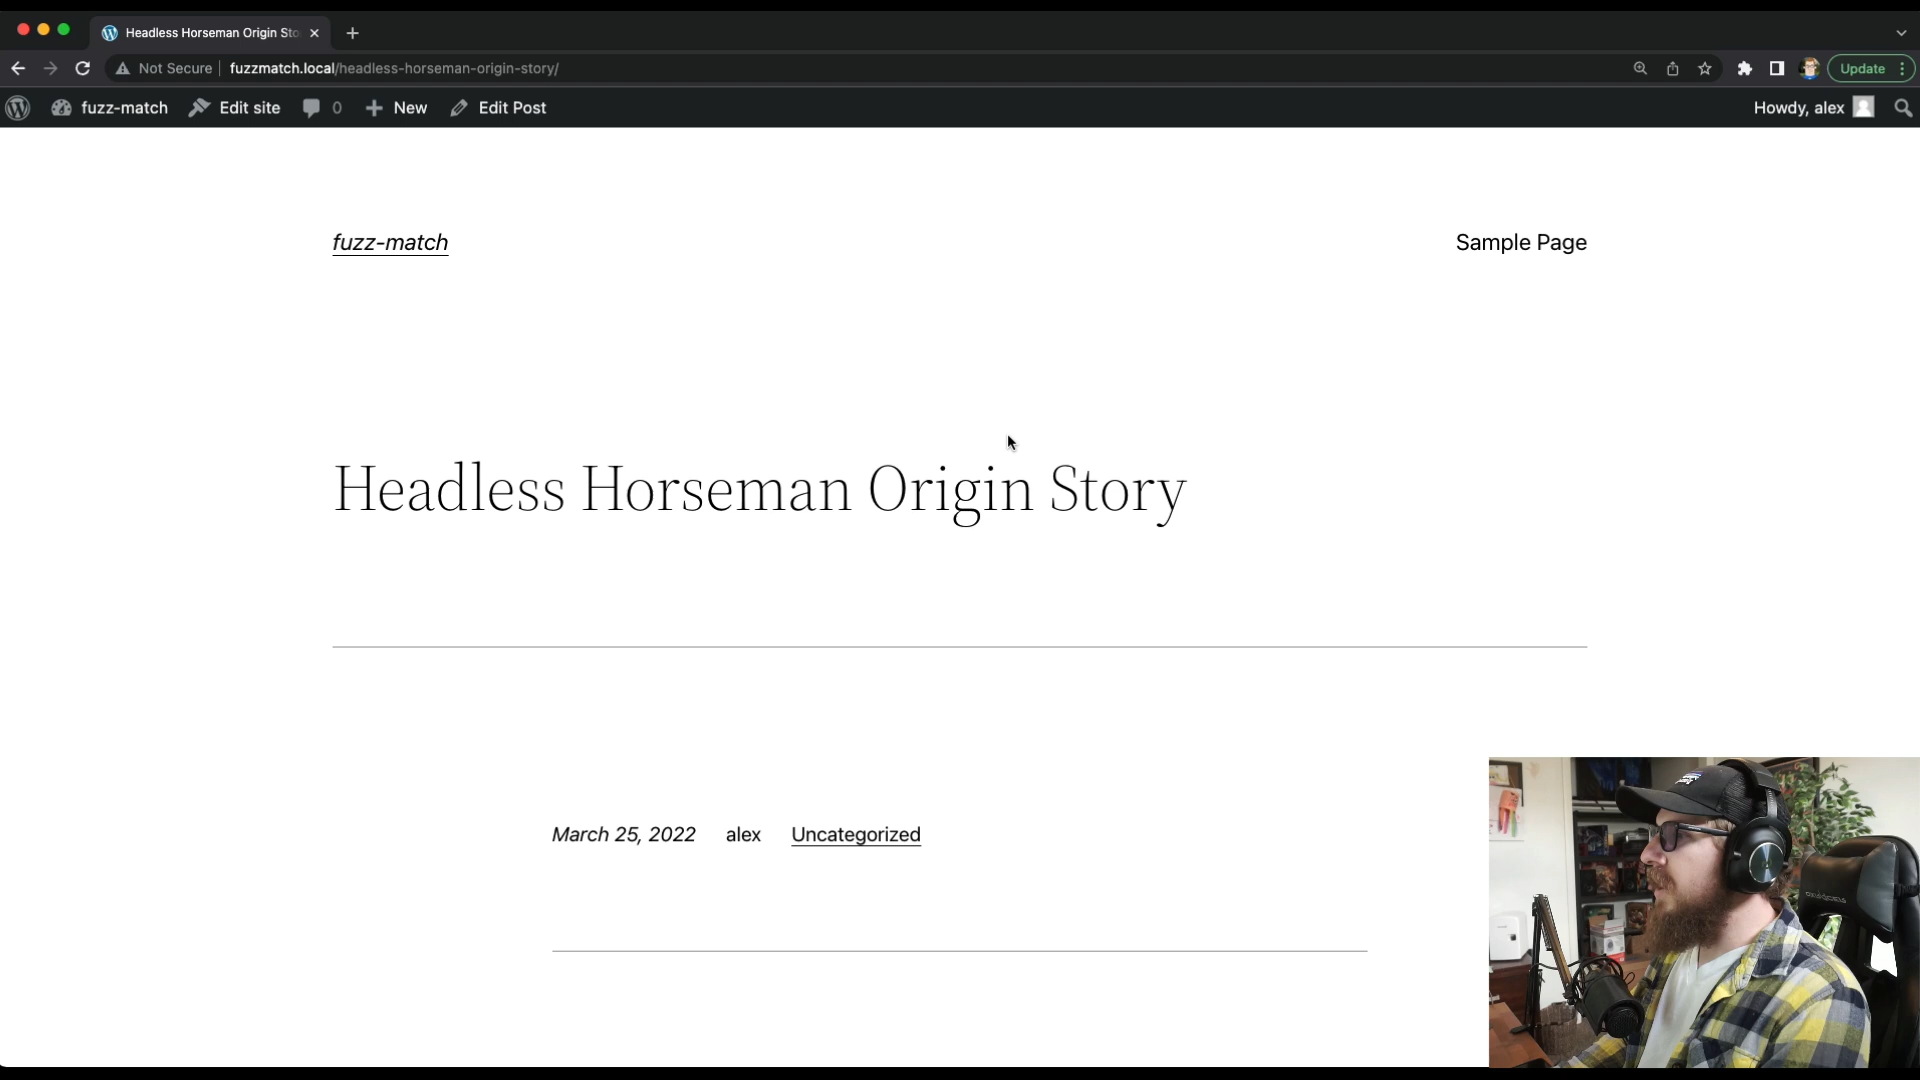 Headless Horseman Origin Sto
Not Secure fuzzmatch.local/headless-horseman-origin-story/
Update
fuzz-match Edit site 0 New Edit Post
Howdy, alex
fuzz-match
Sample Page
Headless Horseman Origin Story
March 25, 2022 alex Uncategorized